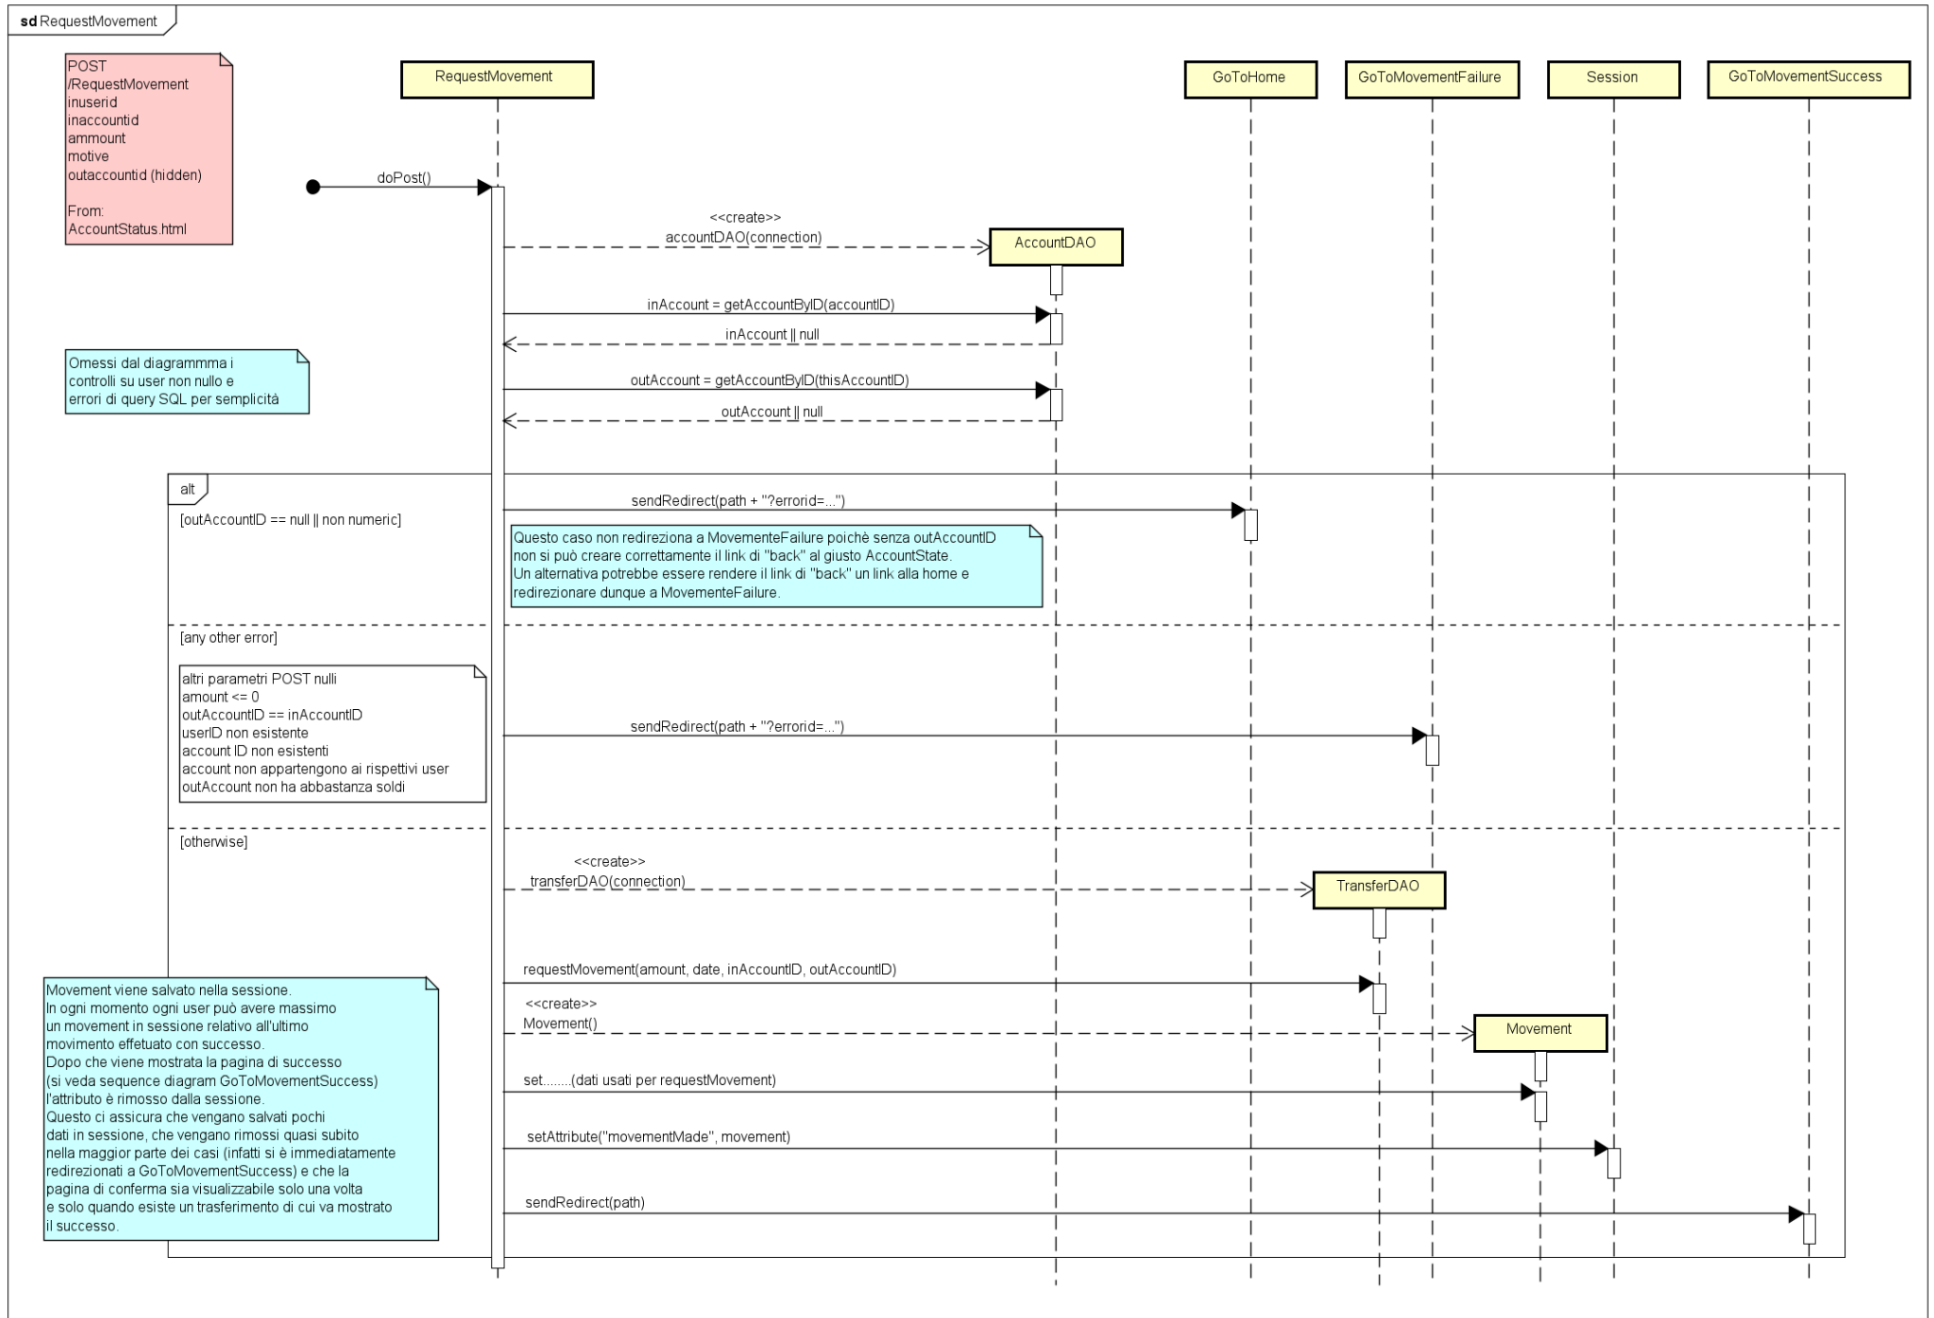 sd RequestMovement
POST
/RequestMovement
inuserid
inaccountid
ammount
motive
outaccountid (hidden)
From:
AccountStatus.html
RequestMovement
GoToHome
GoToMovementFailure
Session
GoToMovementSuccess
doPost()
<<create>>
accountDAO(connection)
AccountDAO
inAccount = getAccountByID(accountID)
inAccount || null
Omessi dal diagrammma i
controlli su user non nullo e
errori di query SQL per semplicità
outAccount = getAccountByID(thisAccountID)
outAccount || null
alt
[outAccountID == null || non numeric]
sendRedirect(path + "?errorid=...")
Questo caso non redireziona a MovementeFailure poichè senza outAccountID
non si può creare correttamente il link di "back" al giusto AccountState.
Un alternativa potrebbe essere rendere il link di "back" un link alla home e
redirezionare dunque a MovementeFailure.
[any other error]
altri parametri POST nulli
amount <= 0
outAccountID == inAccountID
userID non esistente
account ID non esistenti
account non appartengono ai rispettivi user
outAccount non ha abbastanza soldi
sendRedirect(path + "?errorid=...")
[otherwise]
<<create>>
transferDAO(connection)
TransferDAO
requestMovement(amount, date, inAccountID, outAccountID)
<<create>>
Movement()
Movement
set........(dati usati per requestMovement)
setAttribute("movementMade", movement)
sendRedirect(path)
Movement viene salvato nella sessione.
In ogni momento ogni user può avere massimo
un movement in sessione relativo all'ultimo
movimento effetuato con successo.
Dopo che viene mostrata la pagina di successo
(si veda sequence diagram GoToMovementSuccess)
l'attributo è rimosso dalla sessione.
Questo ci assicura che vengano salvati pochi
dati in sessione, che vengano rimossi quasi subito
nella maggior parte dei casi (infatti si è immediatamente
redirezionati a GoToMovementSuccess) e che la
pagina di conferma sia visualizzabile solo una volta
e solo quando esiste un trasferimento di cui va mostrato
il successo.